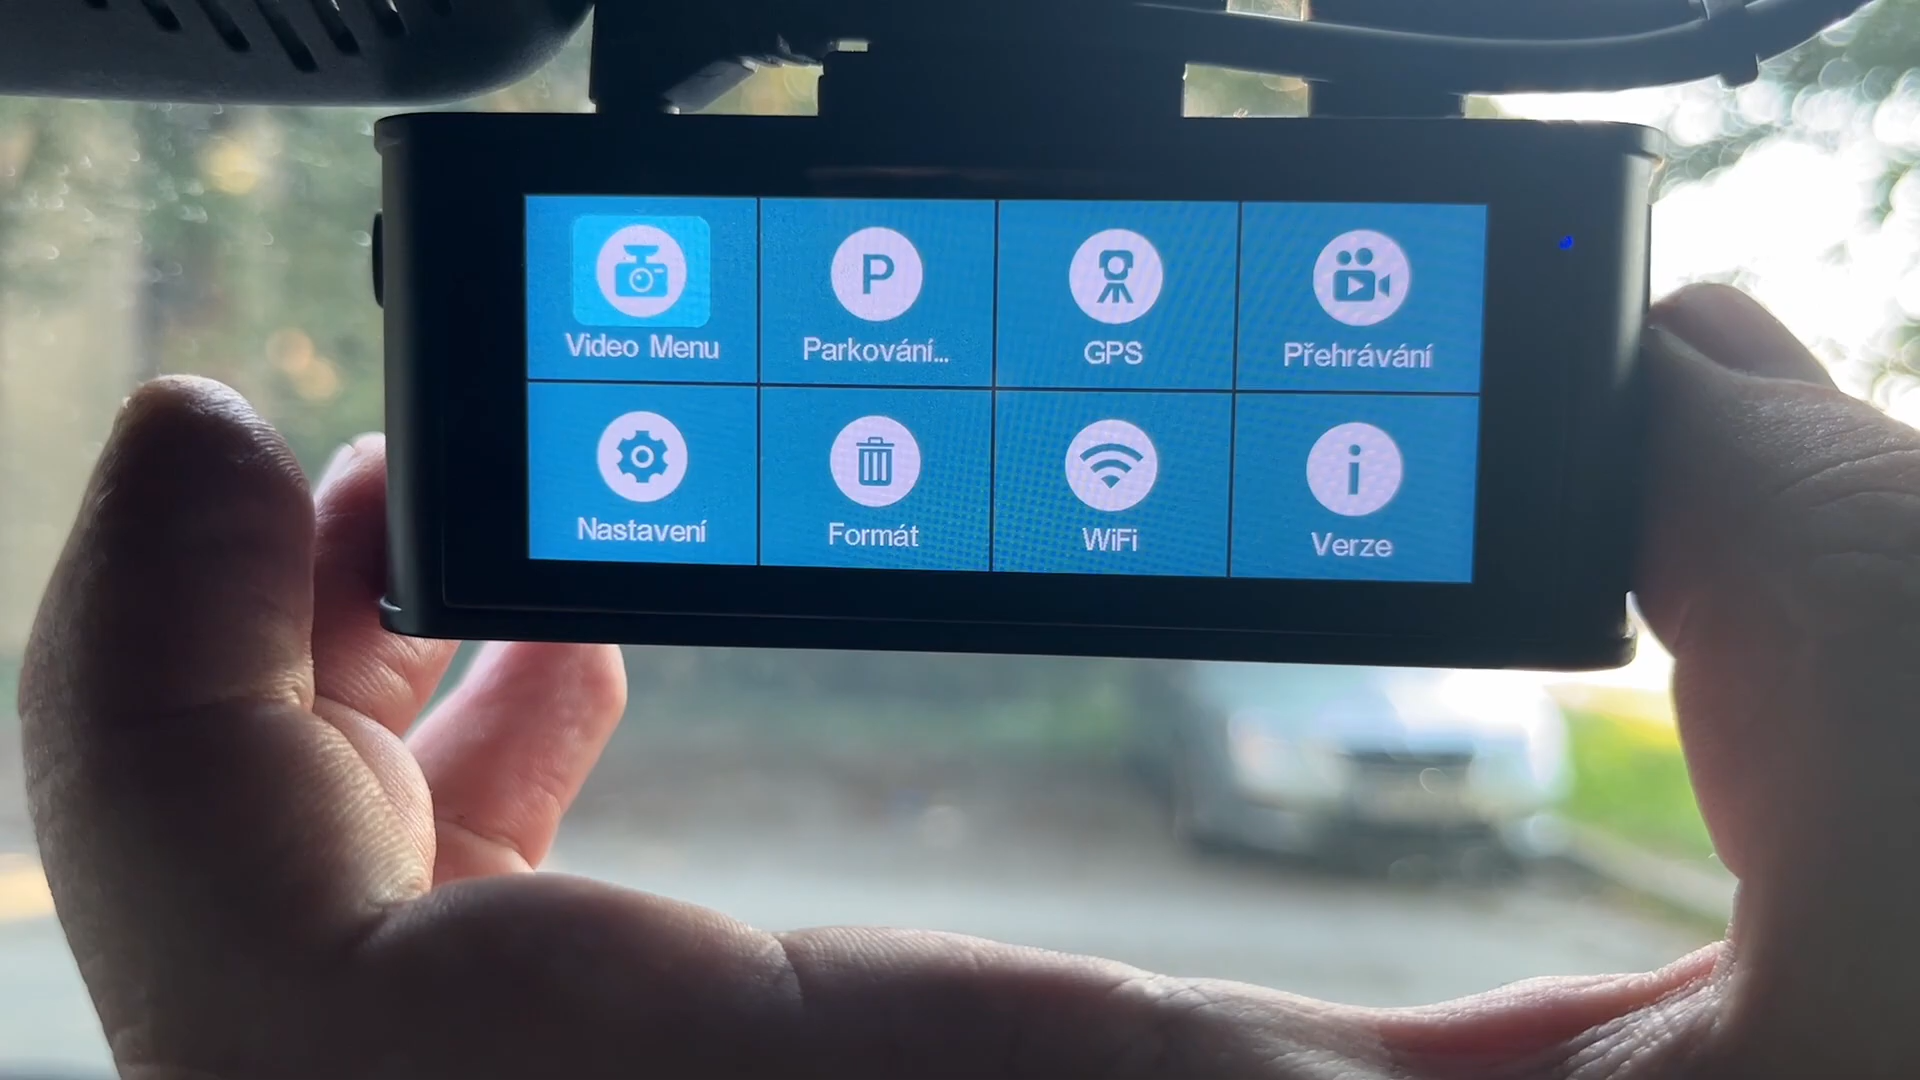 Video Menu
Parkování...
GPS
Přehrávání
Nastavení
Formát
WiFi
Verze